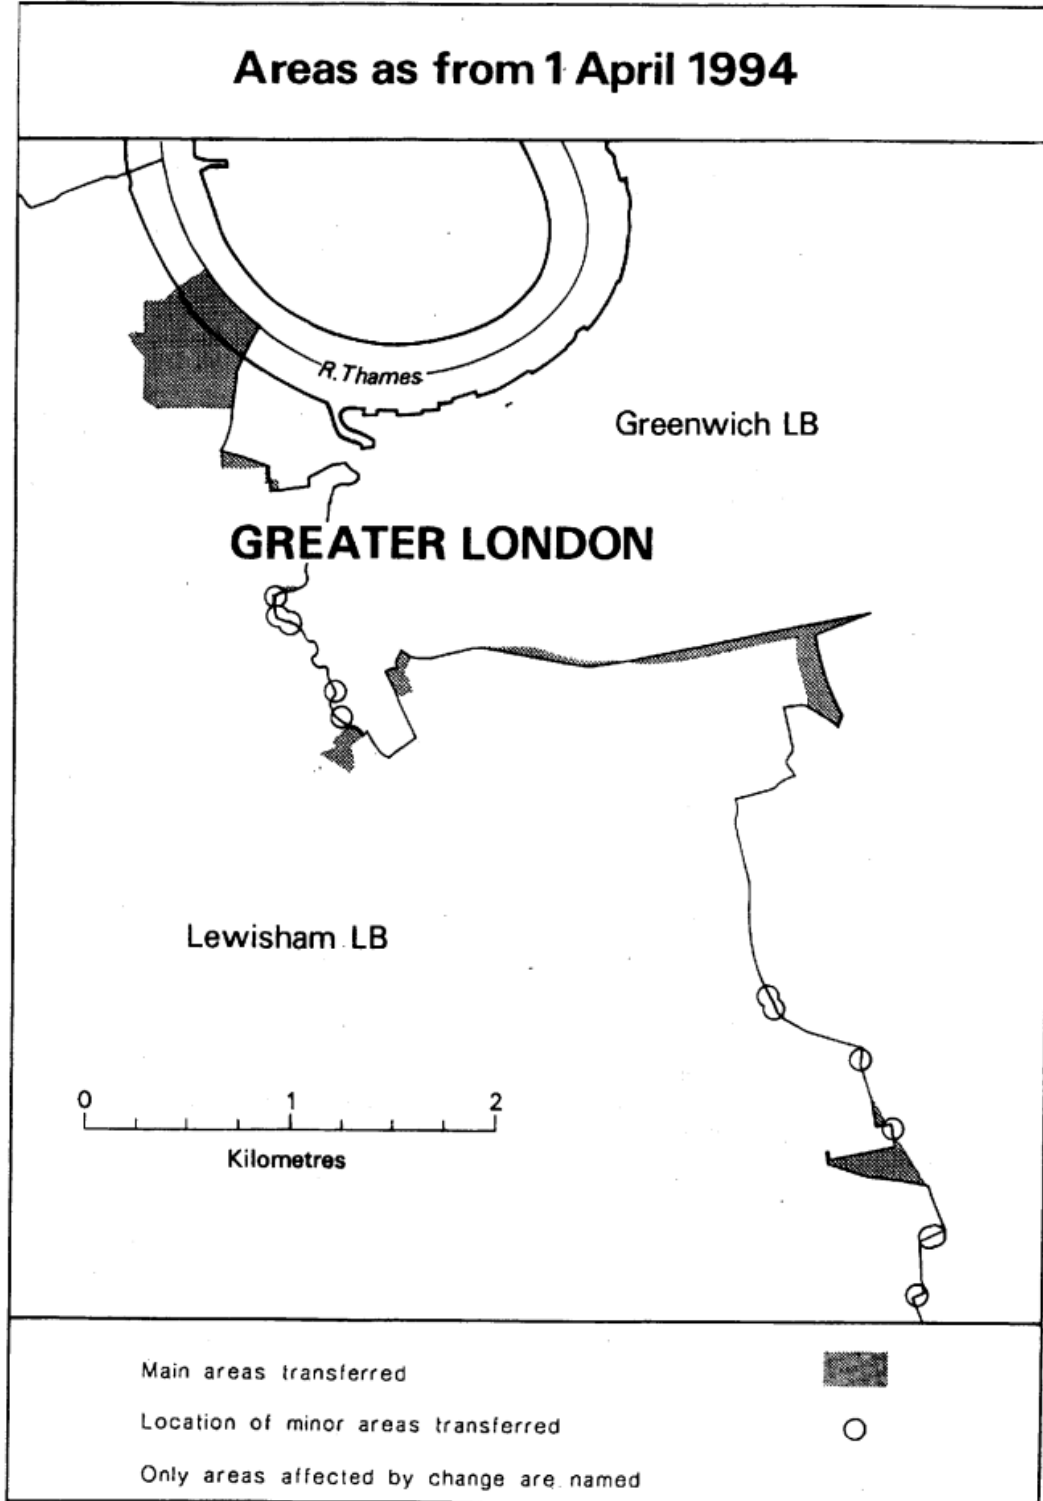 Areas as from 1 April 1994
R.Thames
Greenwich LB
GREATER LONDON
Lewisham LB
0 1 2
Kilometres
Main areas transferred
Location of minor areas transferred
Only areas affected by change are named